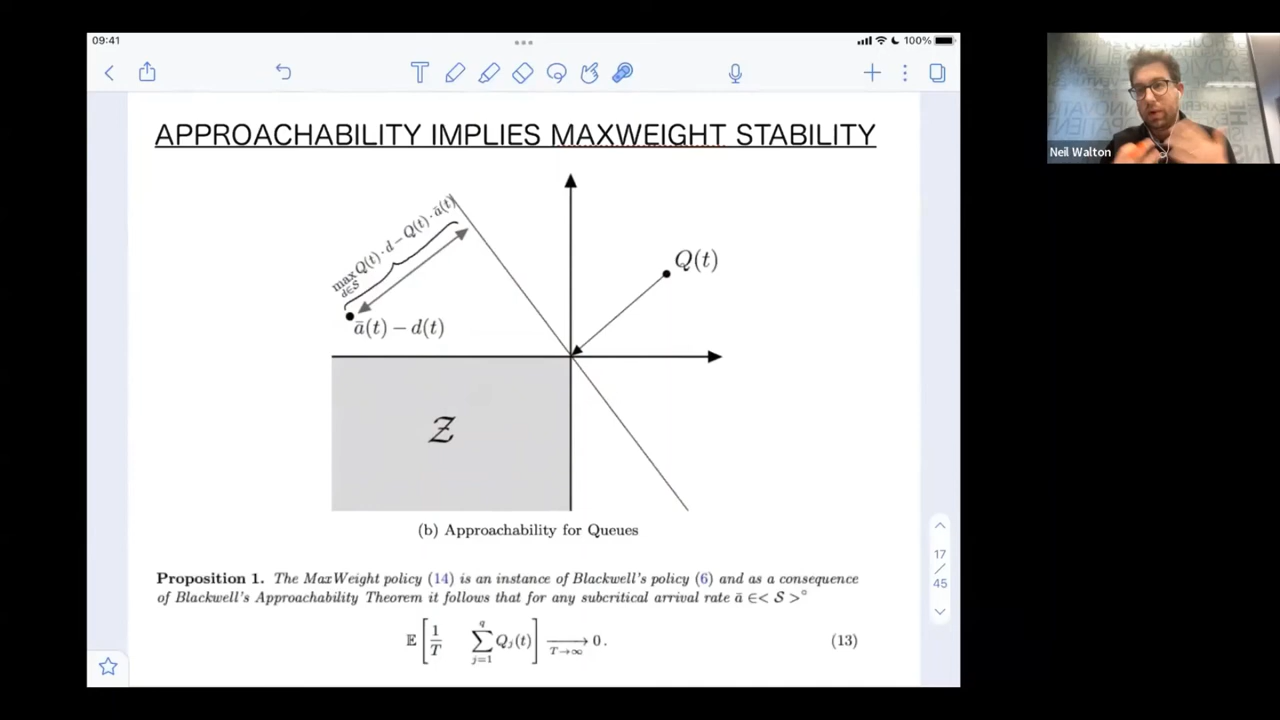 09:41
100%
APPROACHABILITY IMPLIES MAXWEIGHT STABILITY
max Q(t) · d − Q(t) · ā(t)
d∈S
Q(t)
ā(t) − d(t)
Z
(b) Approachability for Queues
Proposition 1. The MaxWeight policy (14) is an instance of Blackwell's policy (6) and as a consequence
of Blackwell's Approachability Theorem it follows that for any subcritical arrival rate ā ∈< S >°
𝔼 [ 1/T ∑_{j=1}^{q} Q_j(t) ] ⟶_{T→∞} 0 . (13)
17
/
45
Neil Walton